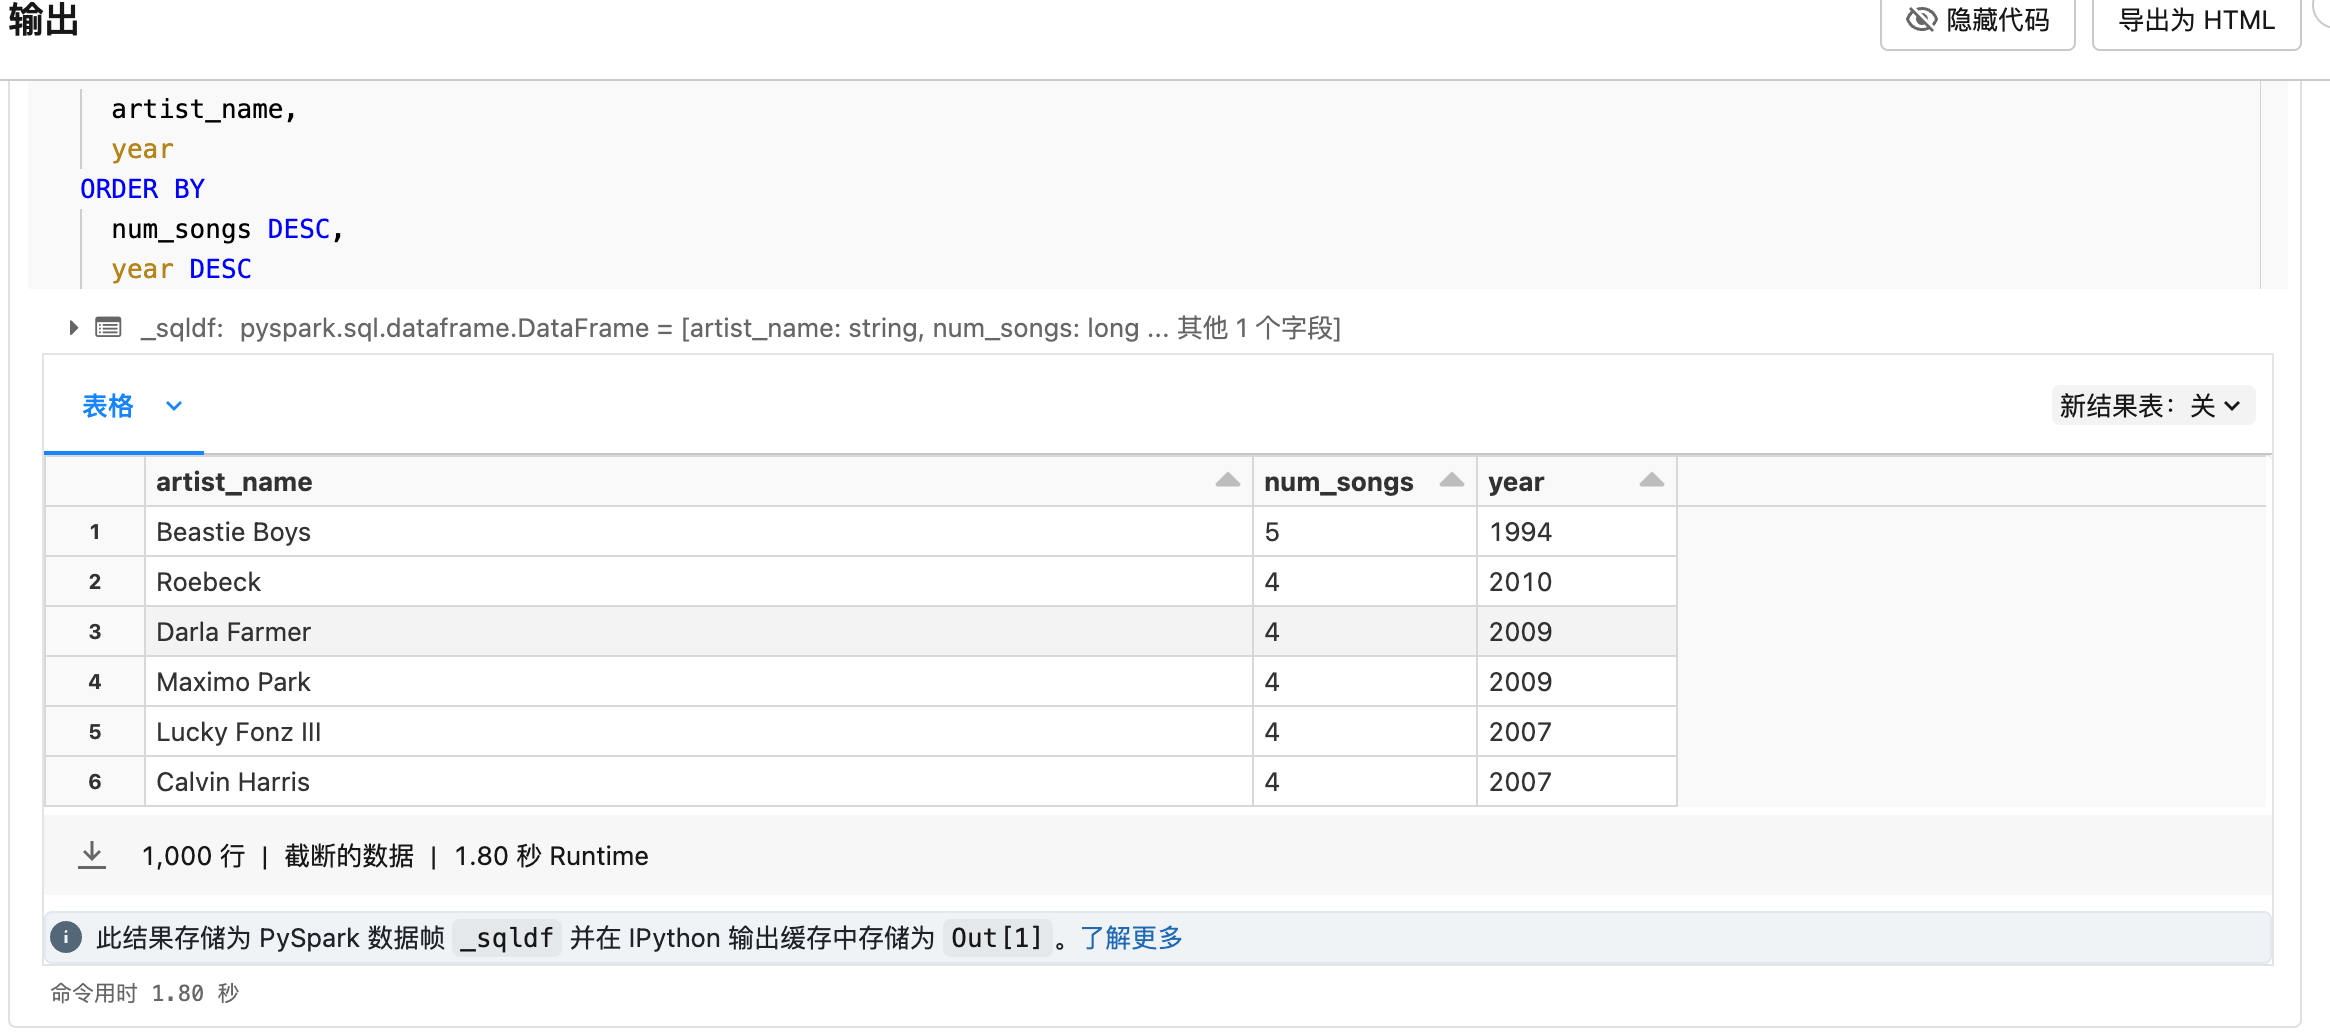 输出
隐藏代码
导出为 HTML
artist_name,
year
ORDER BY
num_songs DESC,
year DESC
_sqldf: pyspark.sql.dataframe.DataFrame = [artist_name: string, num_songs: long ... 其他 1 个字段]
表格
新结果表：关
artist_name num_songs year
1 Beastie Boys 5 1994
2 Roebeck 4 2010
3 Darla Farmer 4 2009
4 Maximo Park 4 2009
5 Lucky Fonz III 4 2007
6 Calvin Harris 4 2007
1,000 行 | 截断的数据 | 1.80 秒 Runtime
此结果存储为 PySpark 数据帧 _sqldf 并在 IPython 输出缓存中存储为 Out[1] 。了解更多
命令用时 1.80 秒